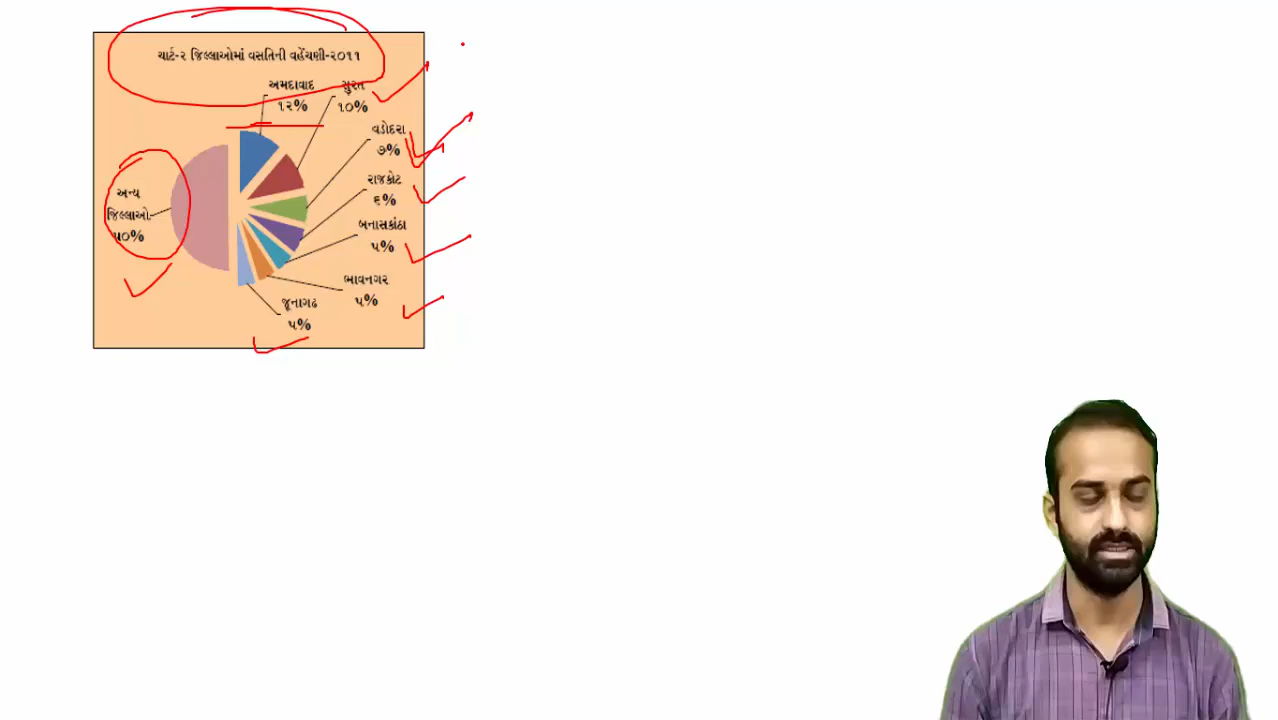 ચાર્ટ-૨ જિલ્લાઓમાં વસતિની વહેંચણી-૨૦૧૧
અમદાવાદ
૧૨%
સુરત
૧૦%
વડોદરા
૭%
રાજકોટ
૬%
બનાસકાંઠા
૫%
ભાવનગર
૫%
જૂનાગઢ
૫%
અન્ય
જિલ્લાઓ
૫૦%